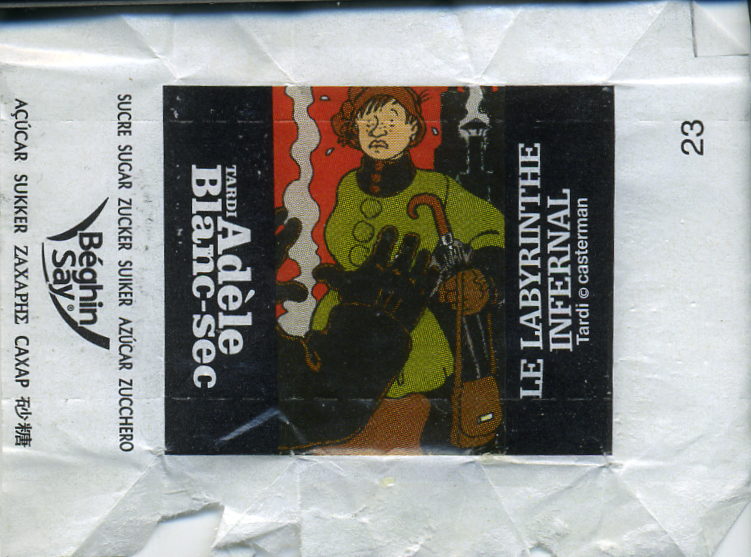 AÇÚCAR SUKKER ΖΑΧΑΡΗΣ САХАР 砂糖
Béghin
Say®
SUCRE SUGAR ZUCKER SUIKER AZÚCAR ZUCCHERO
TARDI
Adèle
Blanc-sec
LE LABYRINTHE
INFERNAL
Tardi © casterman
23